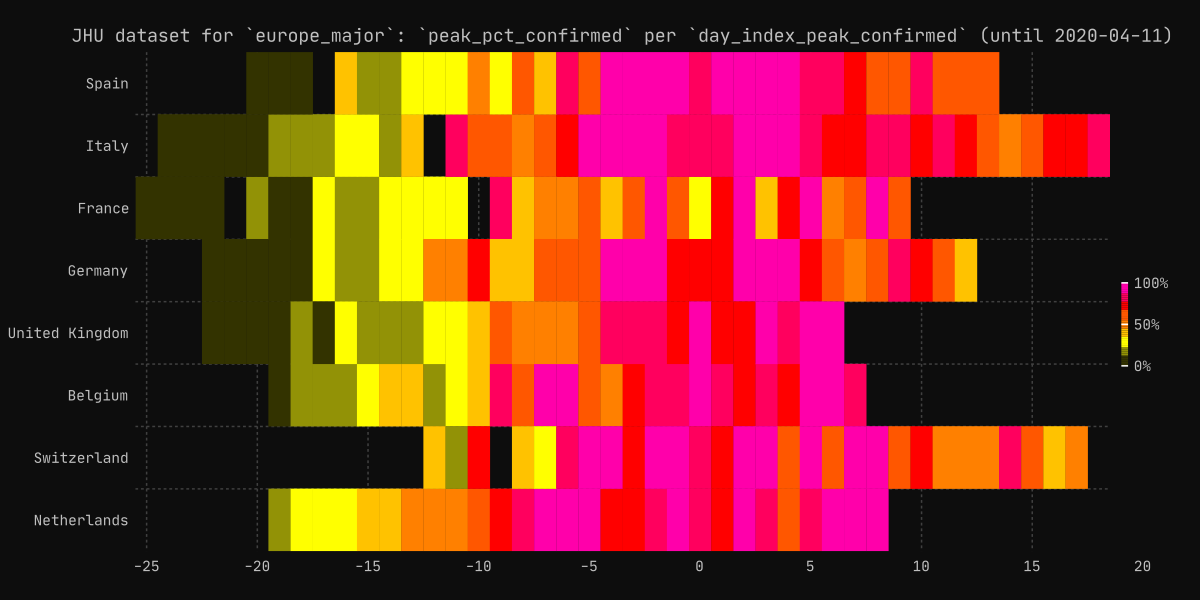 JHU dataset for `europe_major`: `peak_pct_confirmed` per `day_index_peak_confirmed` (until 2020-04-11)
Spain
Italy
France
Germany
United Kingdom
Belgium
Switzerland
Netherlands
100%
50%
0%
-25 -20 -15 -10 -5 0 5 10 15 20